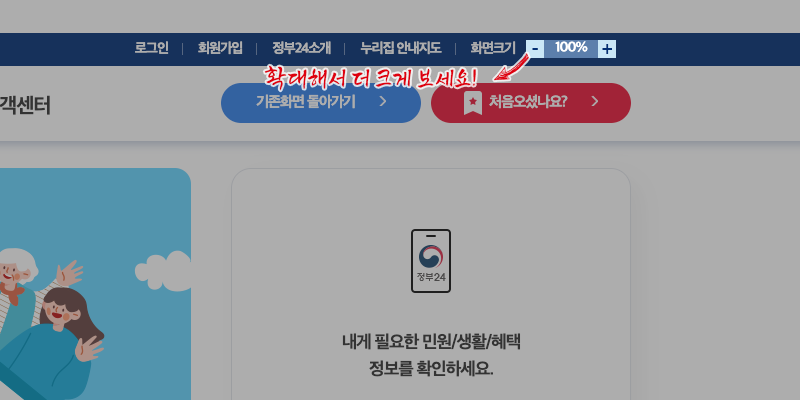 로그인 회원가입 정부24소개 누리집 안내지도 화면크기 - 100% +
확대해서 더 크게 보세요!
객센터 기존화면 돌아가기 처음오셨나요?
정부24
내게 필요한 민원/생활/혜택
정보를 확인하세요.